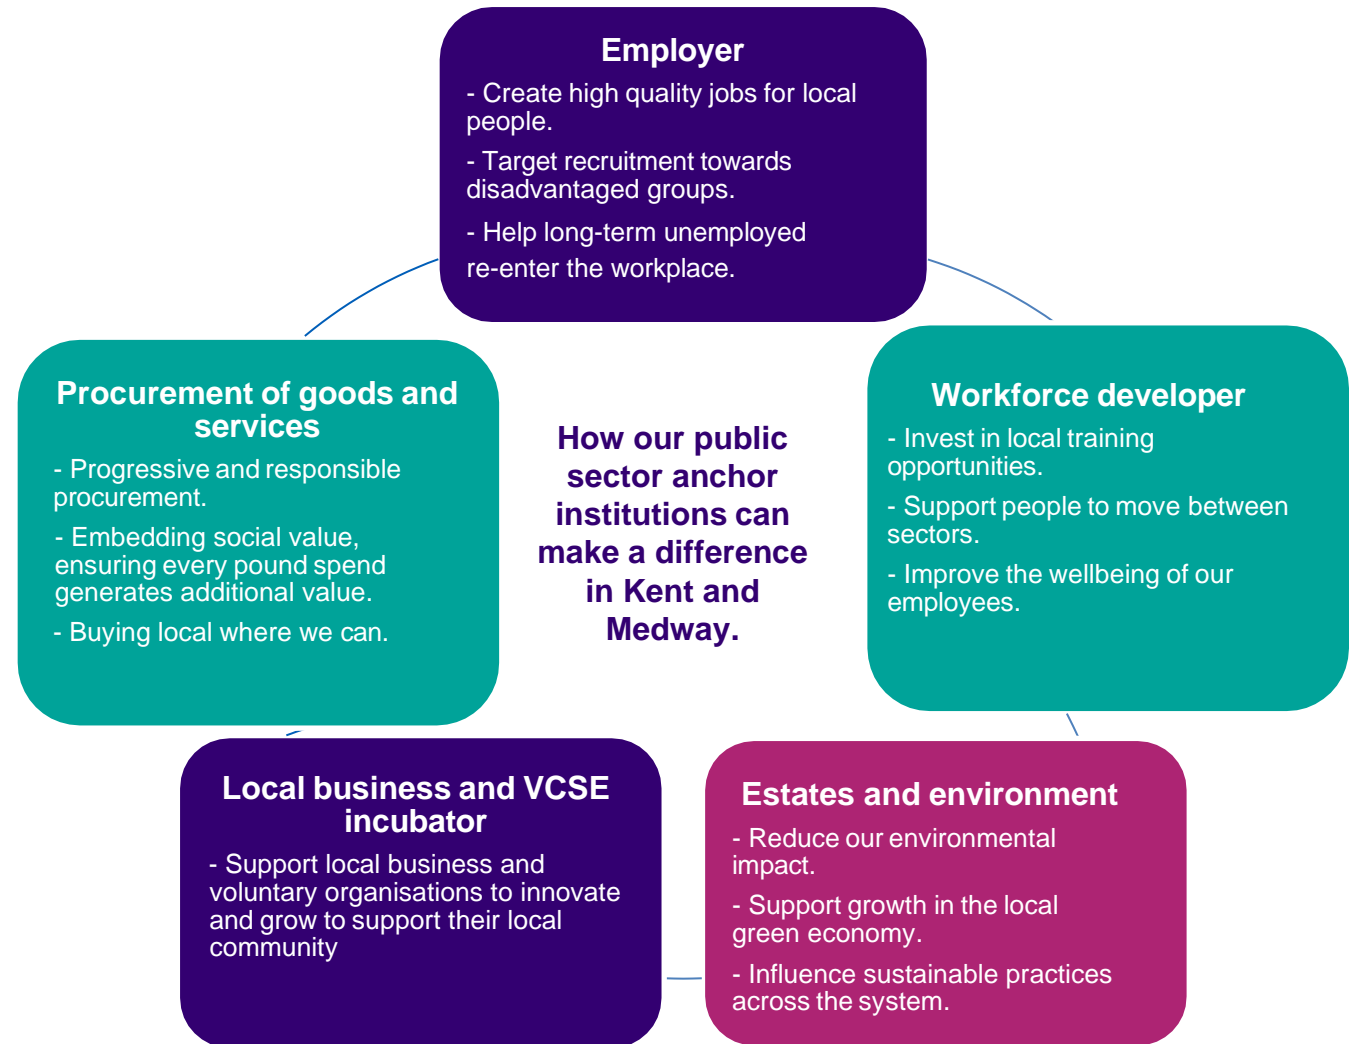 Employer
- Create high quality jobs for local
people.
- Target recruitment towards
disadvantaged groups.
- Help long-term unemployed
re-enter the workplace.
Procurement of goods and
services
- Progressive and responsible
procurement.
- Embedding social value,
ensuring every pound spend
generates additional value.
- Buying local where we can.
How our public
sector anchor
institutions can
make a difference
in Kent and
Medway.
Workforce developer
- Invest in local training
opportunities.
- Support people to move between
sectors.
- Improve the wellbeing of our
employees.
Local business and VCSE
incubator
- Support local business and
voluntary organisations to innovate
and grow to support their local
community
Estates and environment
- Reduce our environmental
impact.
- Support growth in the local
green economy.
- Influence sustainable practices
across the system.